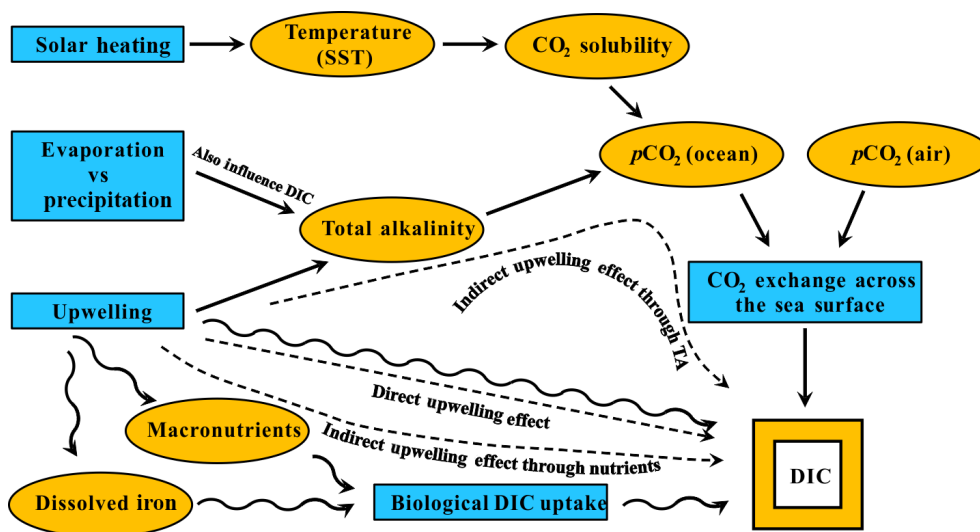 Solar heating
Temperature
(SST)
CO₂ solubility
Evaporation
vs
precipitation
Also influence DIC
pCO₂ (ocean)
pCO₂ (air)
Total alkalinity
Indirect upwelling effect through TA
CO₂ exchange across
the sea surface
Upwelling
Direct upwelling effect
Macronutrients
Indirect upwelling effect through nutrients
DIC
Dissolved iron
Biological DIC uptake